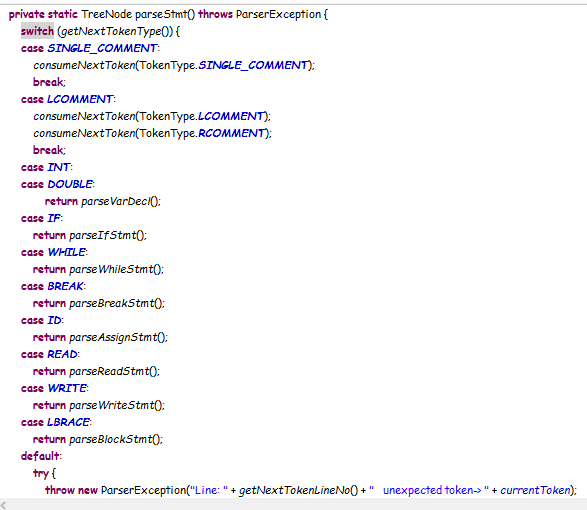 private static TreeNode parseStmt() throws ParserException {
switch (getNextTokenType()) {
case SINGLE_COMMENT:
consumeNextToken(TokenType.SINGLE_COMMENT);
break;
case LCOMMENT:
consumeNextToken(TokenType.LCOMMENT);
consumeNextToken(TokenType.RCOMMENT);
break;
case INT:
case DOUBLE:
return parseVarDecl();
case IF:
return parseIfStmt();
case WHILE:
return parseWhileStmt();
case BREAK:
return parseBreakStmt();
case ID:
return parseAssignStmt();
case READ:
return parseReadStmt();
case WRITE:
return parseWriteStmt();
case LBRACE:
return parseBlockStmt();
default:
try {
throw new ParserException("Line: " + getNextTokenLineNo() + "   unexpected token-> " + currentToken);